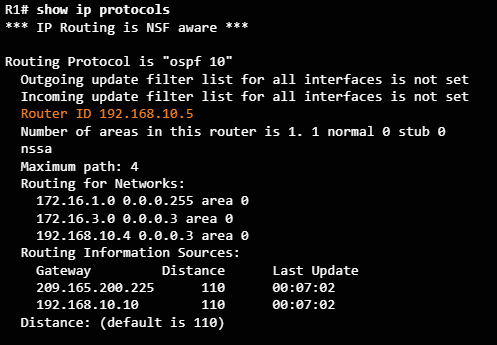 R1# show ip protocols
*** IP Routing is NSF aware ***
Routing Protocol is "ospf 10"
Outgoing update filter list for all interfaces is not set
Incoming update filter list for all interfaces is not set
Router ID 192.168.10.5
Number of areas in this router is 1. 1 normal 0 stub 0
nssa
Maximum path: 4
Routing for Networks:
172.16.1.0 0.0.0.255 area 0
172.16.3.0 0.0.0.3 area 0
192.168.10.4 0.0.0.3 area 0
Routing Information Sources:
Gateway Distance Last Update
209.165.200.225 110 00:07:02
192.168.10.10 110 00:07:02
Distance: (default is 110)